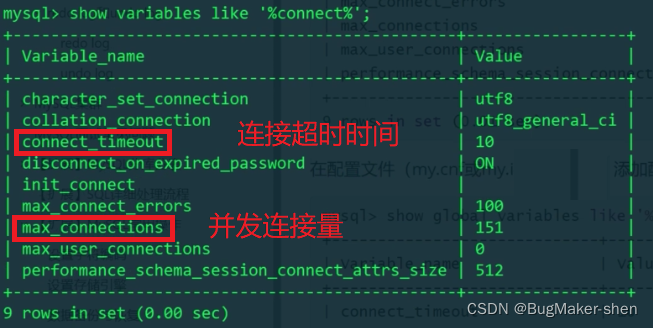 mysql> show variables like '%connect%';
| Variable_name | Value |
| character_set_connection | utf8 |
| collation_connection | utf8_general_ci |
| connect_timeout | 10 |
连接超时时间
| disconnect_on_expired_password | ON |
| init_connect | |
| max_connect_errors | 100 |
| max_connections | 151 |
并发连接量
| max_user_connections | 0 |
| performance_schema_session_connect_attrs_size | 512 |
9 rows in set (0.00 sec)
CSDN @BugMaker-shen